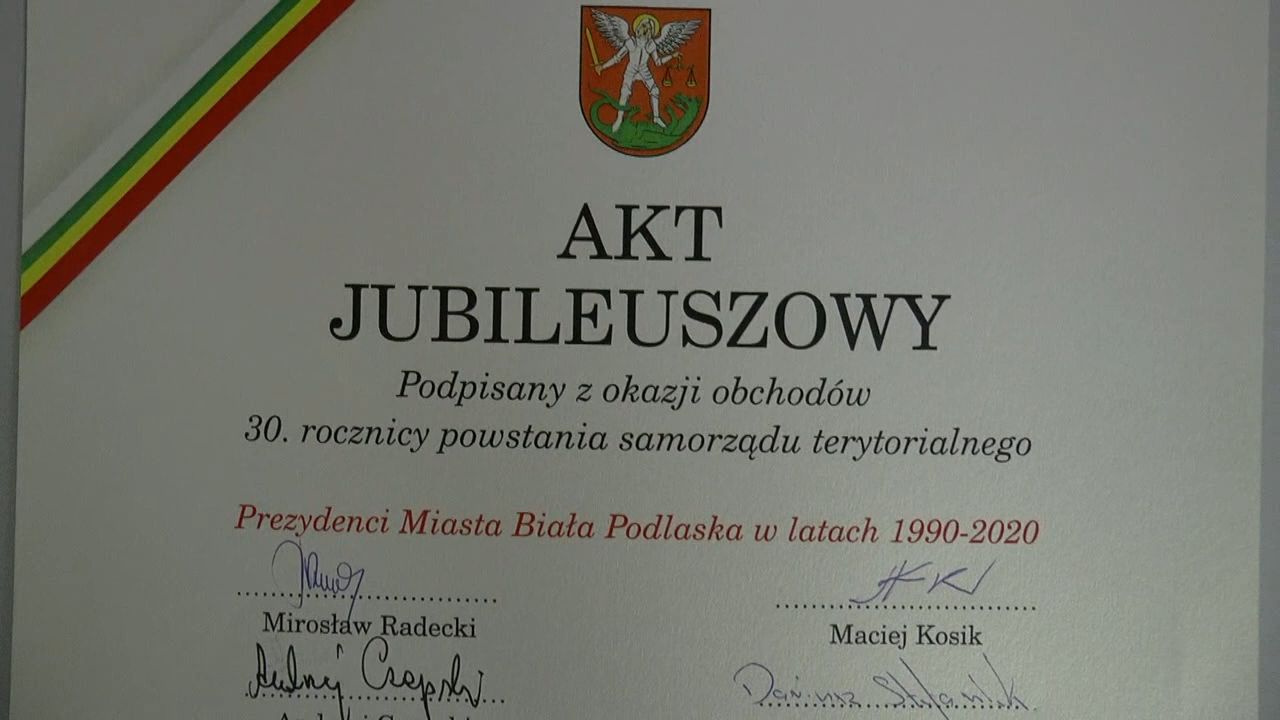 AKT
JUBILEUSZOWY
Podpisany z okazji obchodów
30. rocznicy powstania samorządu terytorialnego
Prezydenci Miasta Biała Podlaska w latach 1990-2020
Mirosław Radecki
Maciej Kosik